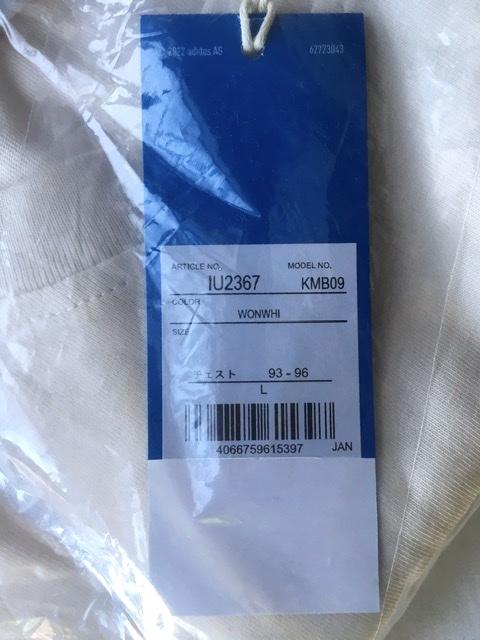 © 2022 adidas AG 62723043
ARTICLE NO. MODEL NO.
IU2367 KMB09
COLOR
WONWHI
SIZE
チェスト 93 - 96
L
4066759615397 JAN